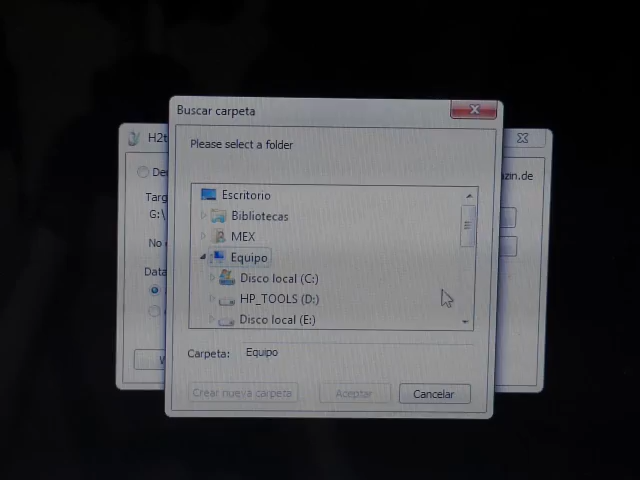 Buscar carpeta
H2t
Please select a folder
zin.de
Targ
G:\
Escritorio
Bibliotecas
MEX
No
Equipo
Data
Disco local (C:)
HP_TOOLS (D:)
Disco local (E:)
Carpeta: Equipo
Crear nueva carpeta Aceptar Cancelar